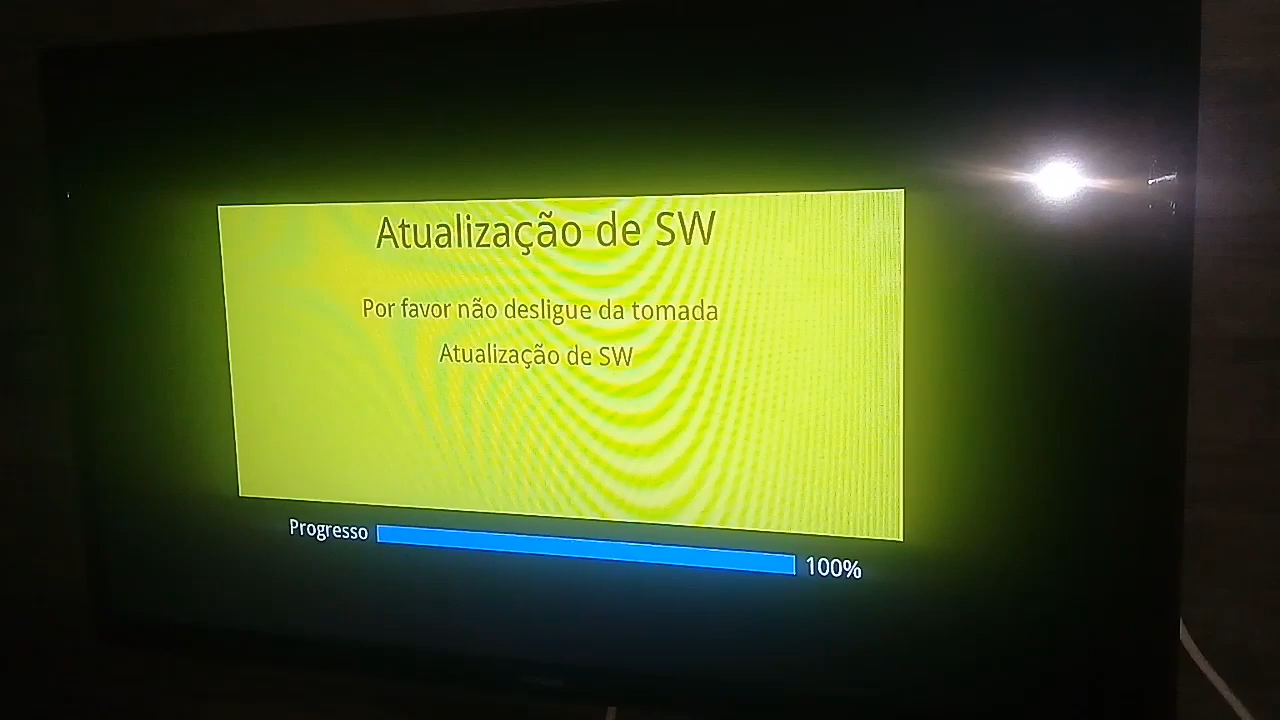 Atualização de SW
Por favor não desligue da tomada
Atualização de SW
Progresso 100%